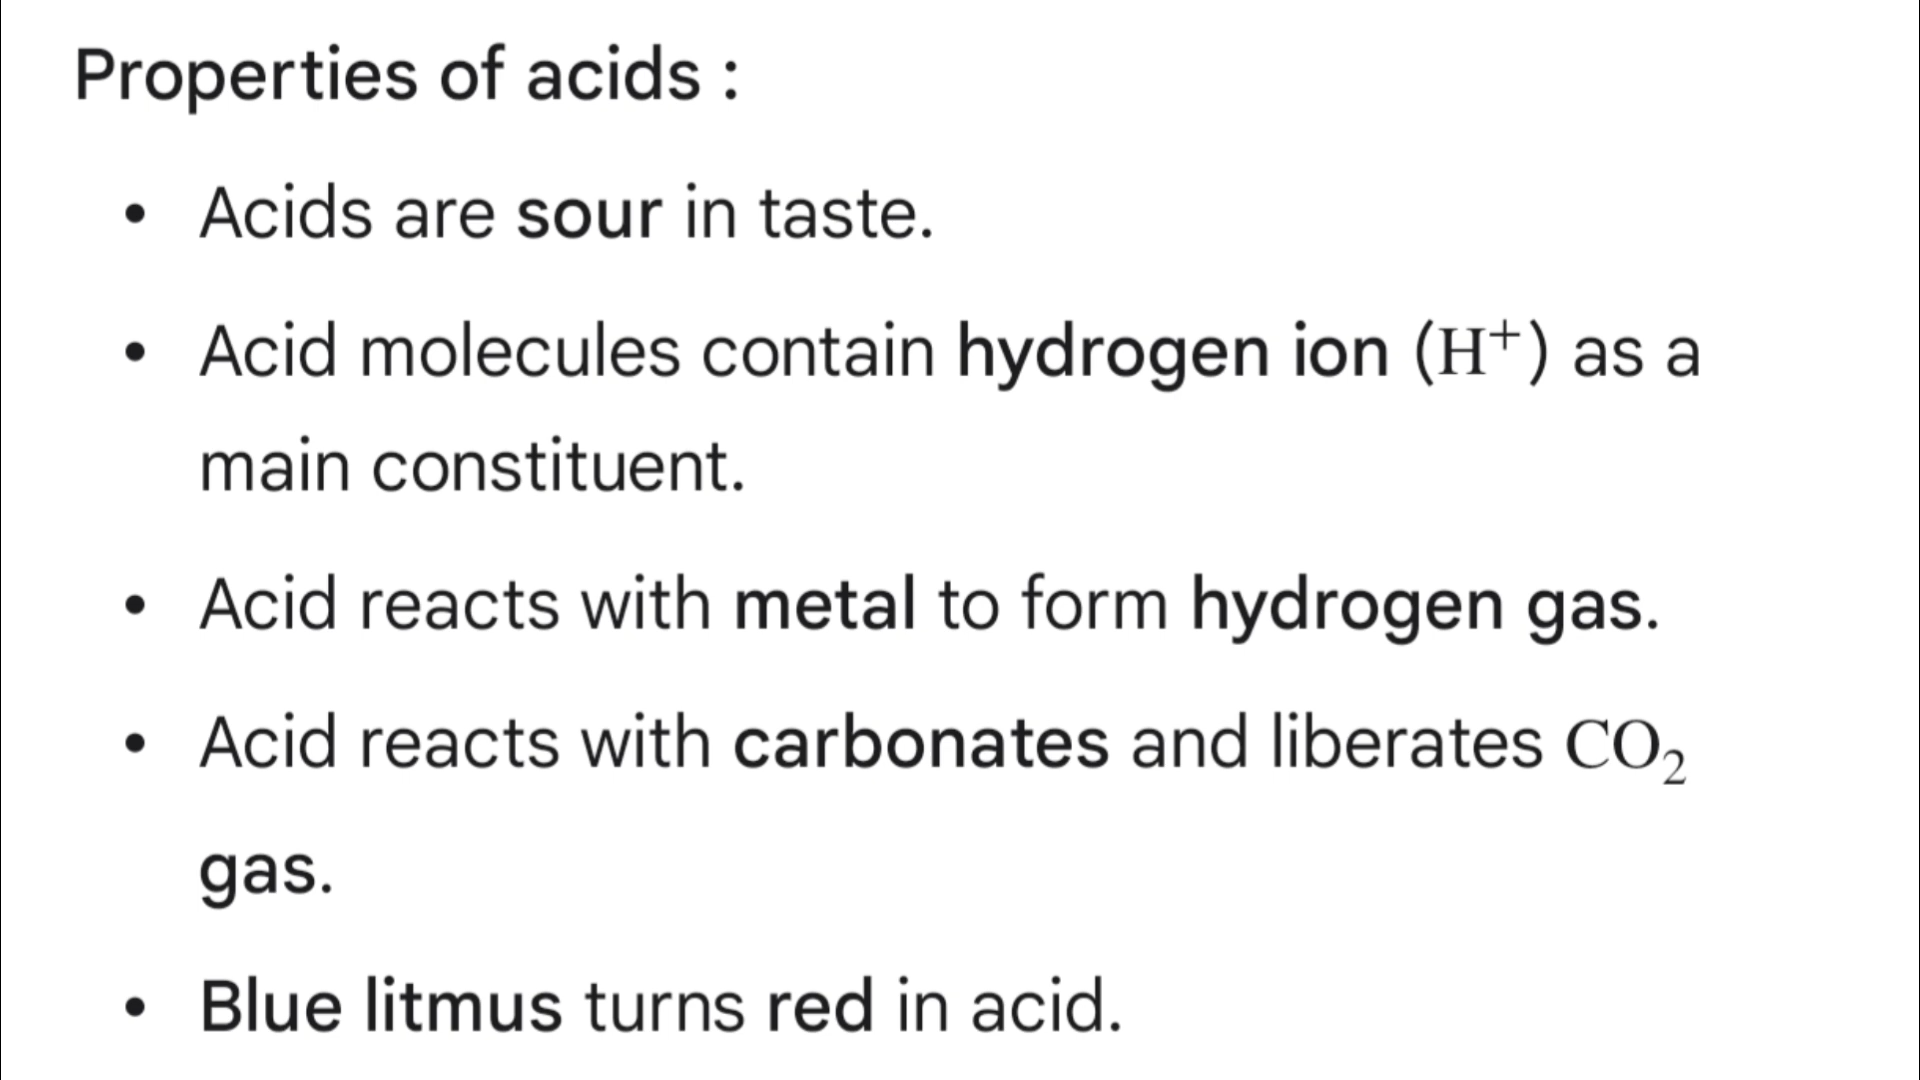 Properties of acids :
• Acids are sour in taste.
• Acid molecules contain hydrogen ion (H⁺) as a
main constituent.
• Acid reacts with metal to form hydrogen gas.
• Acid reacts with carbonates and liberates CO₂
gas.
• Blue litmus turns red in acid.